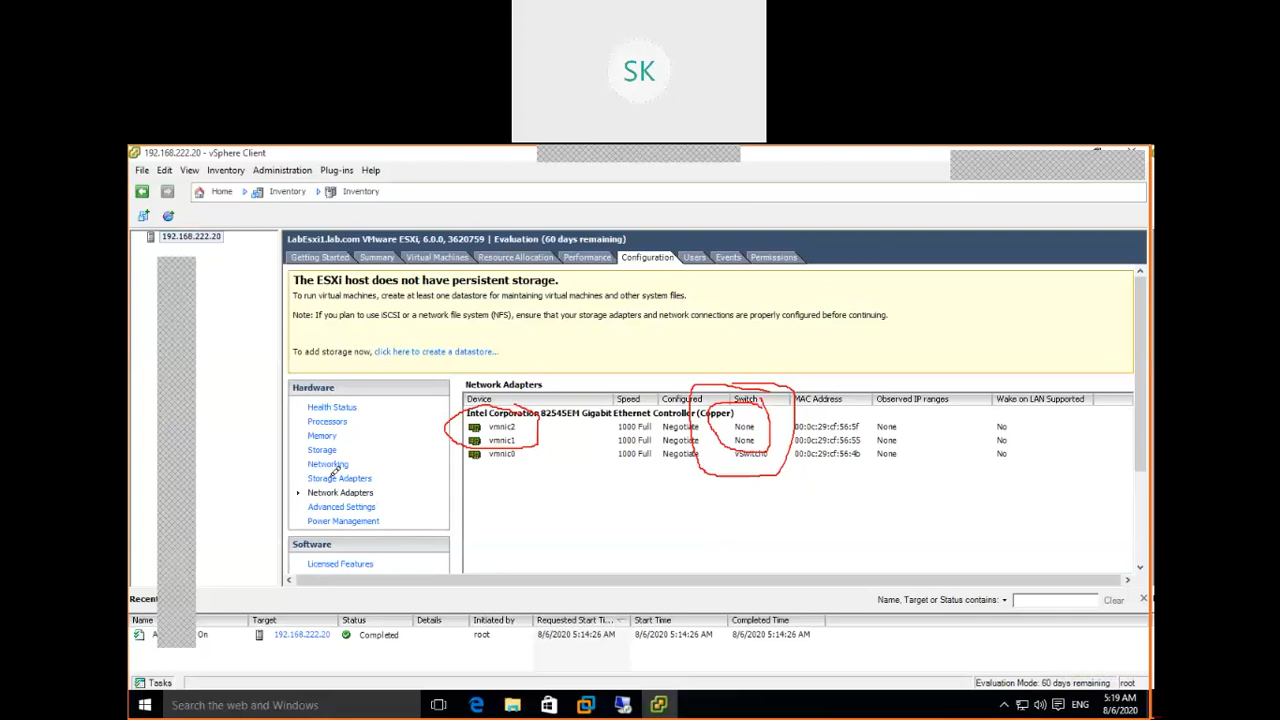 SK
192.168.222.20 - vSphere Client
File Edit View Inventory Administration Plug-ins Help
Home Inventory Inventory
192.168.222.20
LabEsxi1.lab.com VMware ESXi, 6.0.0, 3620759 | Evaluation (60 days remaining)
Getting Started Summary Virtual Machines Resource Allocation Performance Configuration Users Events Permissions
The ESXi host does not have persistent storage.
To run virtual machines, create at least one datastore for maintaining virtual machines and other system files.
Note: If you plan to use iSCSI or a network file system (NFS), ensure that your storage adapters and network connections are properly configured before continuing.
To add storage now, click here to create a datastore...
Hardware
Health Status
Processors
Memory
Storage
Networking
Storage Adapters
Network Adapters
Advanced Settings
Power Management
Software
Licensed Features
Network Adapters
Device Speed Configured Switch MAC Address Observed IP ranges Wake on LAN Supported
Intel Corporation 82545EM Gigabit Ethernet Controller (Copper)
vmnic2 1000 Full Negotiate None 00:0c:29:cf:56:5f None No
vmnic1 1000 Full Negotiate None 00:0c:29:cf:56:55 None No
vmnic0 1000 Full Negotiate vSwitch0 00:0c:29:cf:56:4b None No
Recent
Name, Target or Status contains: Clear
Name Target Status Details Initiated by Requested Start Ti... Start Time Completed Time
On 192.168.222.20 Completed root 8/6/2020 5:14:26 AM 8/6/2020 5:14:26 AM 8/6/2020 5:14:26 AM
Tasks Evaluation Mode: 60 days remaining root
Search the web and Windows
ENG
5:19 AM
8/6/2020